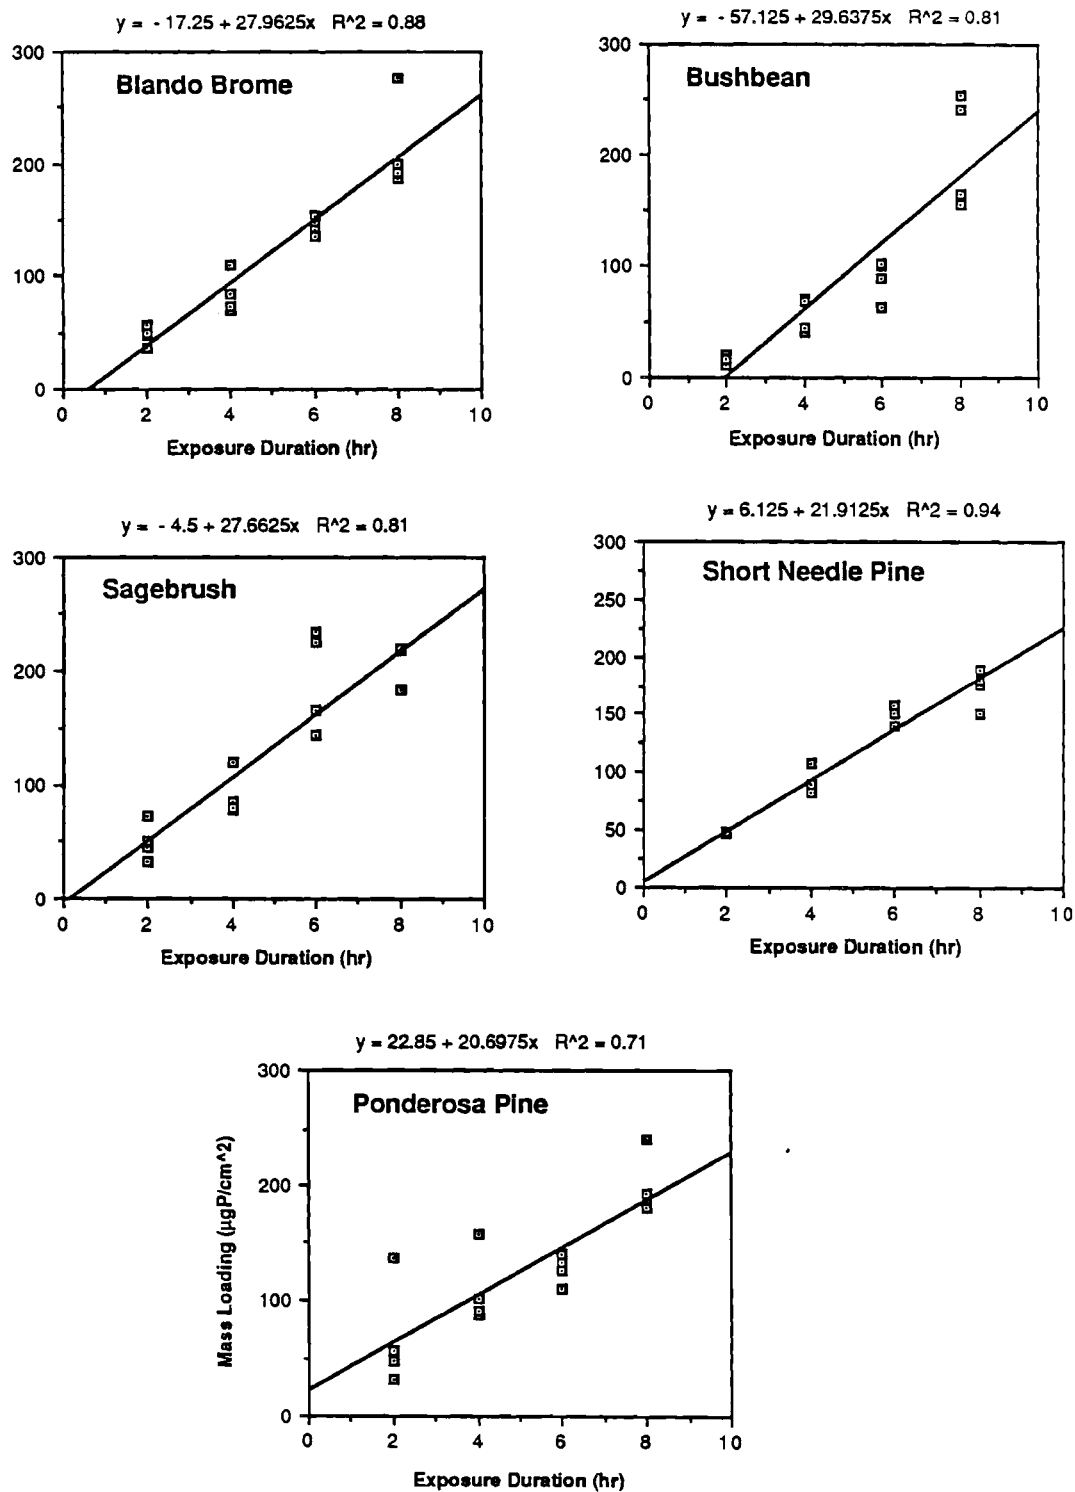 y = - 17.25 + 27.9625x R^2 = 0.88
300
Blando Brome
200
100
0
0 2 4 6 8 10
Exposure Duration (hr)
y = - 57.125 + 29.6375x R^2 = 0.81
300
Bushbean
200
100
0
0 2 4 6 8 10
Exposure Duration (hr)
y = - 4.5 + 27.6625x R^2 = 0.81
300
Sagebrush
200
100
0
0 2 4 6 8 10
Exposure Duration (hr)
y = 6.125 + 21.9125x R^2 = 0.94
300
Short Needle Pine
250
200
150
100
50
0
0 2 4 6 8 10
Exposure Duration (hr)
y = 22.85 + 20.6975x R^2 = 0.71
300
Ponderosa Pine
200
100
0
Mass Loading (µgP/cm^2)
0 2 4 6 8 10
Exposure Duration (hr)